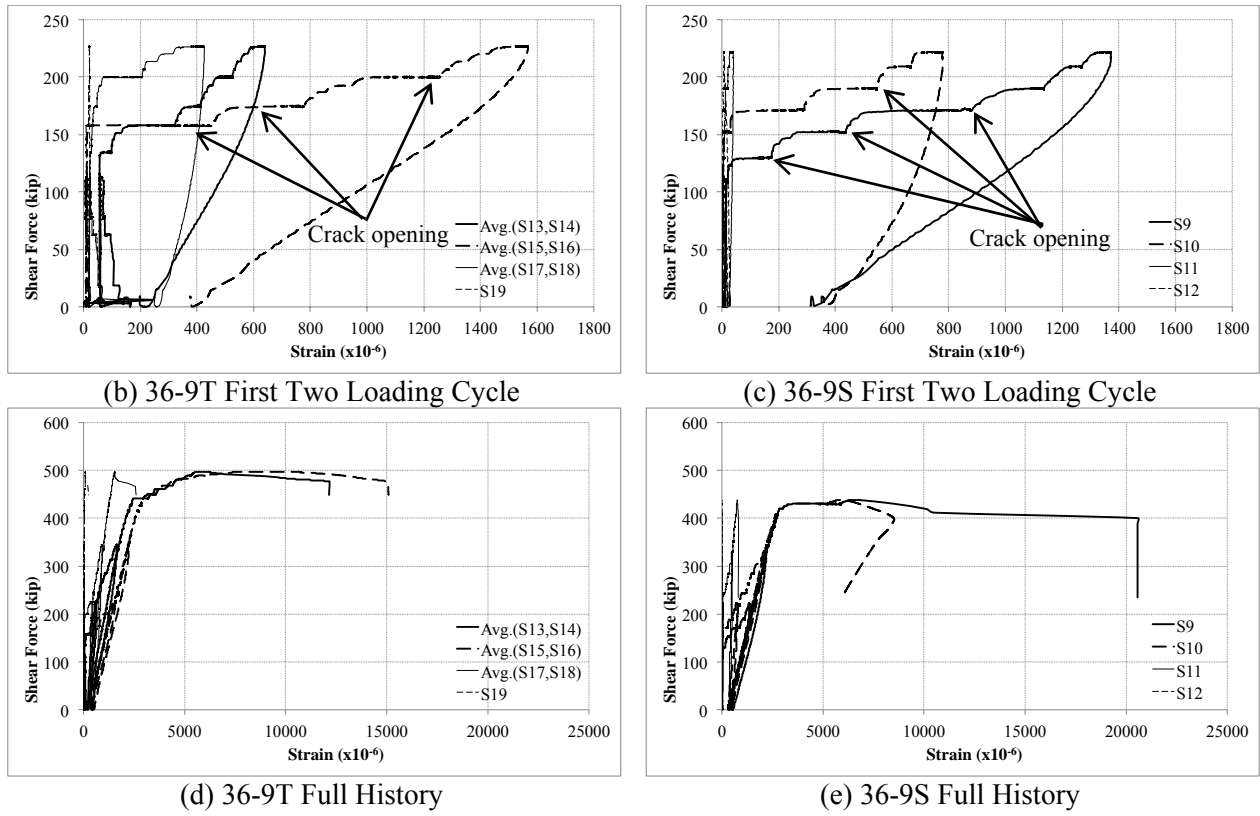 250
200
150
100
50
0
Shear Force (kip)
0 200 400 600 800 1000 1200 1400 1600 1800
Strain (x10⁻⁶)
Crack opening
Avg.(S13,S14)
Avg.(S15,S16)
Avg.(S17,S18)
S19
(b) 36-9T First Two Loading Cycle
250
200
150
100
50
0
Shear Force (kip)
0 200 400 600 800 1000 1200 1400 1600 1800
Strain (x10⁻⁶)
Crack opening
S9
S10
S11
S12
(c) 36-9S First Two Loading Cycle
600
500
400
300
200
100
0
Shear Force (kip)
0 5000 10000 15000 20000 25000
Strain (x10⁻⁶)
Avg.(S13,S14)
Avg.(S15,S16)
Avg.(S17,S18)
S19
(d) 36-9T Full History
600
500
400
300
200
100
0
Shear Force (kip)
0 5000 10000 15000 20000 25000
Strain (x10⁻⁶)
S9
S10
S11
S12
(e) 36-9S Full History